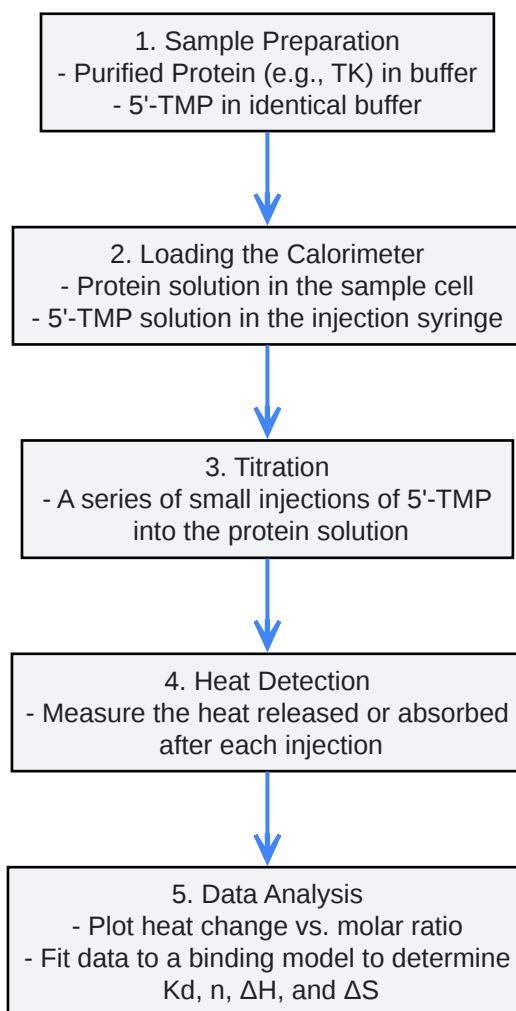 1. Sample Preparation
- Purified Protein (e.g., TK) in buffer
- 5'-TMP in identical buffer
2. Loading the Calorimeter
- Protein solution in the sample cell
- 5'-TMP solution in the injection syringe
3. Titration
- A series of small injections of 5'-TMP
into the protein solution
4. Heat Detection
- Measure the heat released or absorbed
after each injection
5. Data Analysis
- Plot heat change vs. molar ratio
- Fit data to a binding model to determine
Kd, n, ΔH, and ΔS